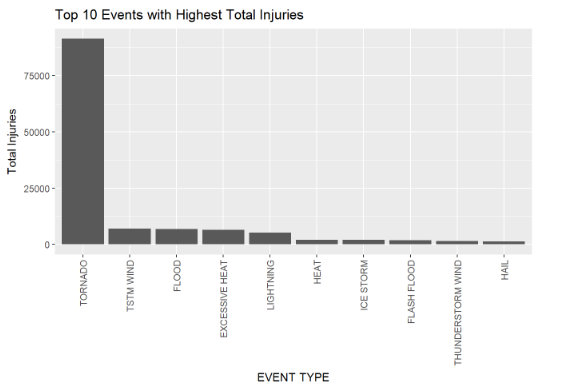 Top 10 Events with Highest Total Injuries
Total Injuries
75000
50000
25000
0
TORNADO
TSTM WIND
FLOOD
EXCESSIVE HEAT
LIGHTNING
HEAT
ICE STORM
FLASH FLOOD
THUNDERSTORM WIND
HAIL
EVENT TYPE